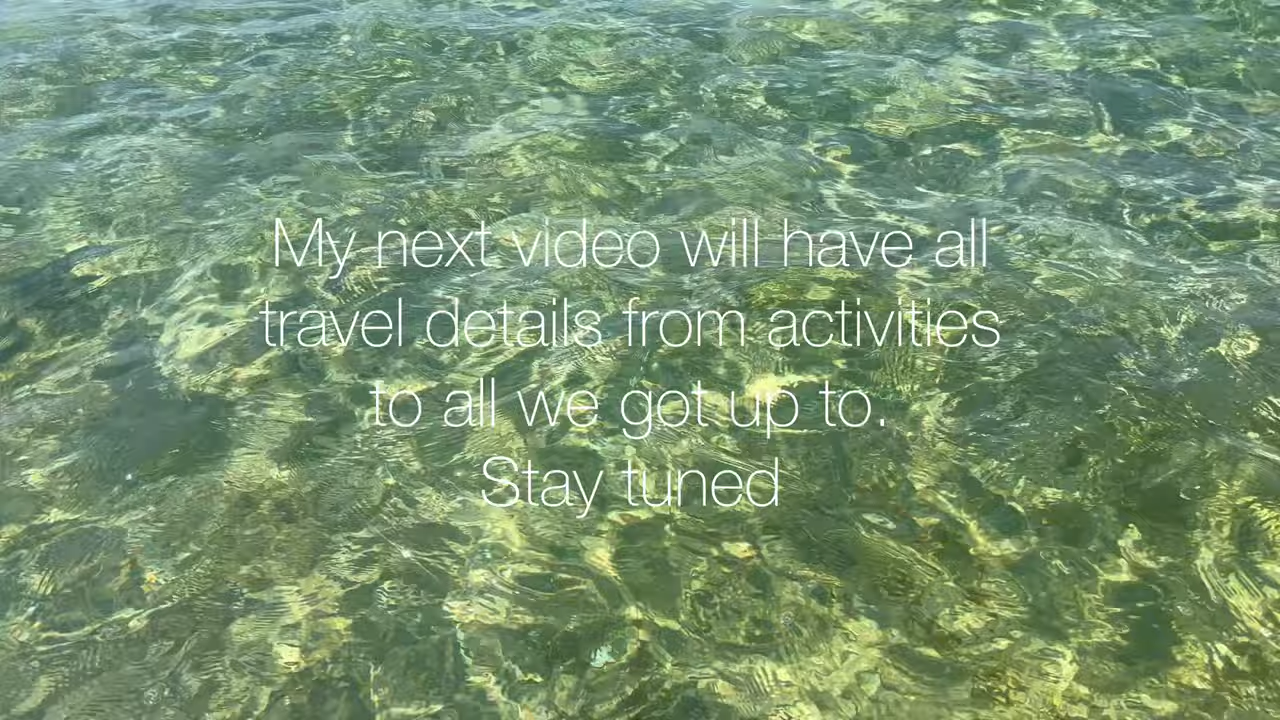 My next video will have all
travel details from activities
to all we got up to.
Stay tuned